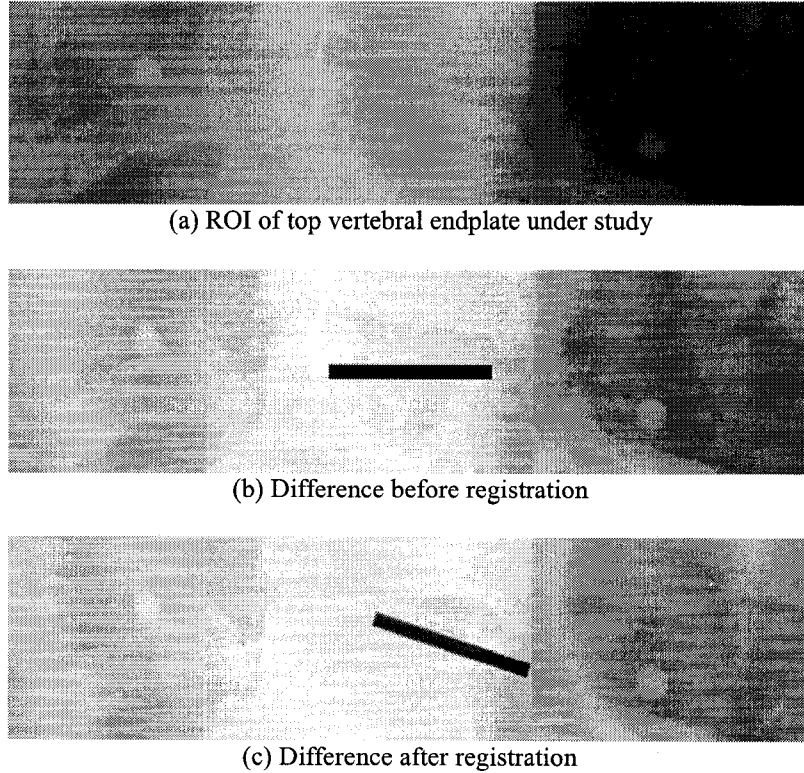 (a) ROI of top vertebral endplate under study
(b) Difference before registration
(c) Difference after registration